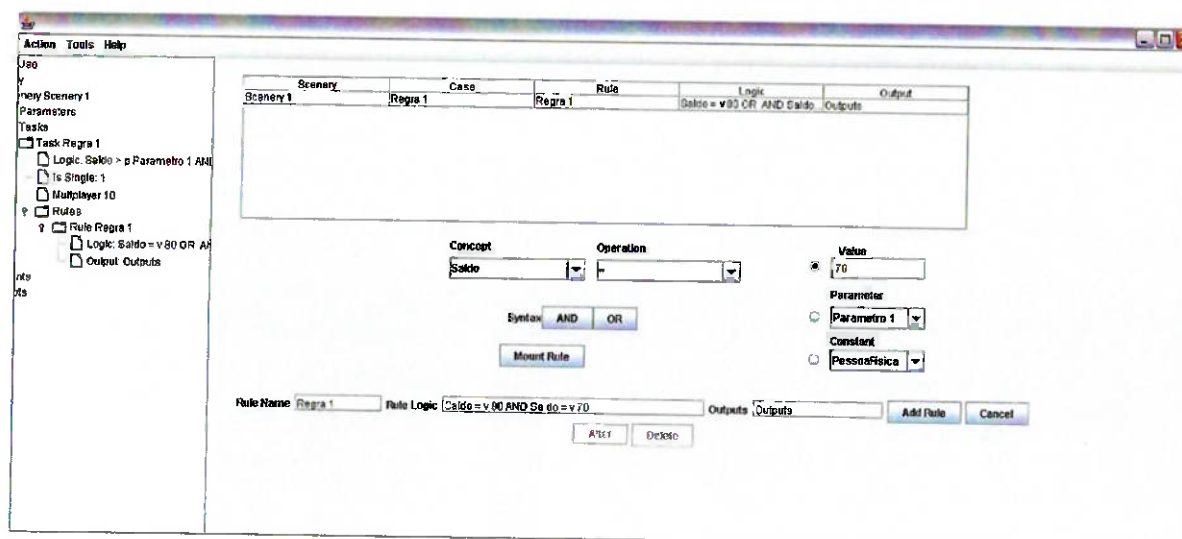 Action Tools Help
Uso
Y
nery Scenery 1
Parameters
Tasks
Task Regra 1
Logic: Saldo > p Parametro 1 AND
Is Single: 1
Multiplayer 10
Rules
Rule Regra 1
Logic: Saldo = v 80 OR AN
Output: Outputs
nts
pts
Scenery Case Rule Logic Output
Scenery 1 Regra 1 Regra 1 Saldo = v 80 OR AND Saldo Outputs
Concept Operation Value
Saldo = 70
Parameter
Syntax AND OR Parametro 1
Constant
Mount Rule PessoaFisica
Rule Name Regra 1 Rule Logic Saldo = v 80 AND Saldo = v 70 Outputs Outputs Add Rule Cancel
Alter Delete